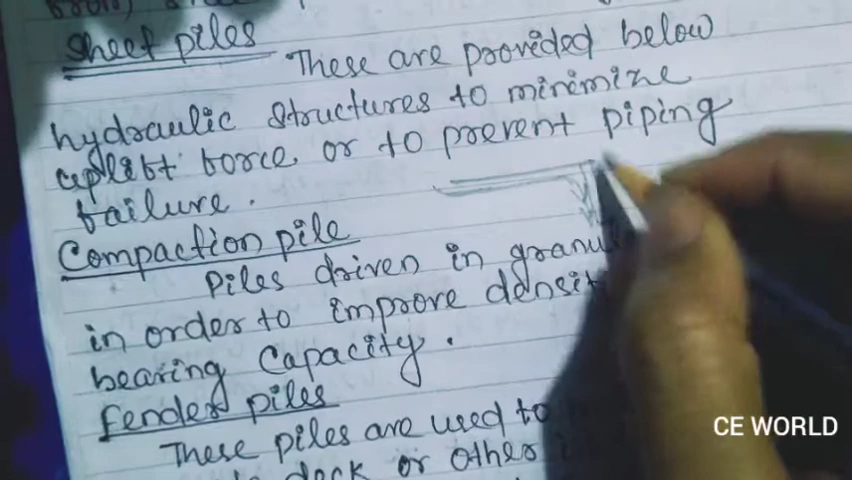 Sheet piles
These are provided below
hydraulic structures to minimize
uplift force or to prevent piping
failure.
Compaction pile
Piles driven in
in order to improve
bearing capacity.
Fender piles
These piles are used to
dock or other
CE WORLD